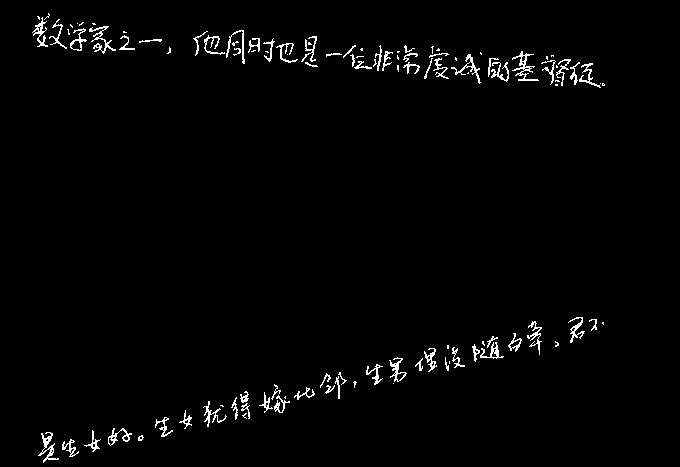 数学家之一，他同时也是一位非常虔诚的基督徒。
是生女好。生女犹得嫁比邻，生男埋没随百草。君不